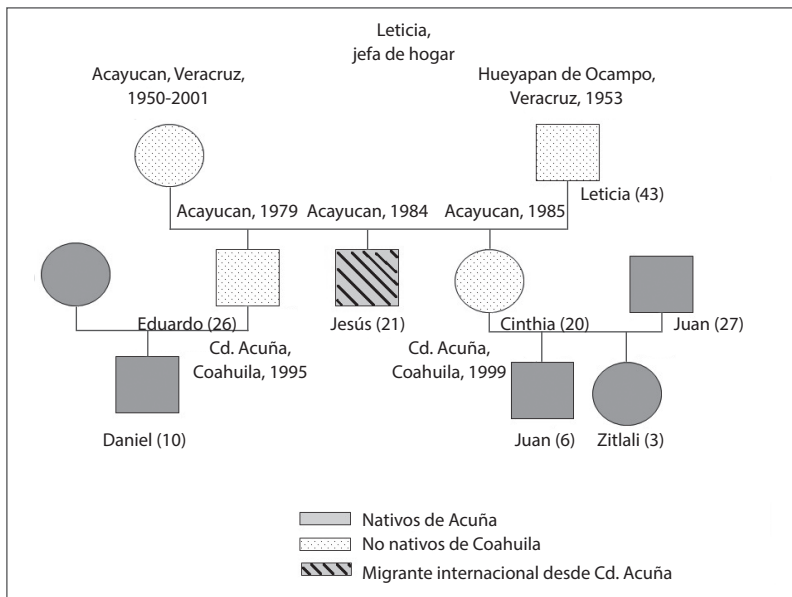 Leticia,
jefa de hogar
Acayucan, Veracruz,
1950-2001
Hueyapan de Ocampo,
Veracruz, 1953
Leticia (43)
Acayucan, 1979
Acayucan, 1984
Acayucan, 1985
Eduardo (26)
Jesús (21)
Cinthia (20)
Juan (27)
Cd. Acuña,
Coahuila, 1995
Cd. Acuña,
Coahuila, 1999
Daniel (10)
Juan (6)
Zitlali (3)
Nativos de Acuña
No nativos de Coahuila
Migrante internacional desde Cd. Acuña